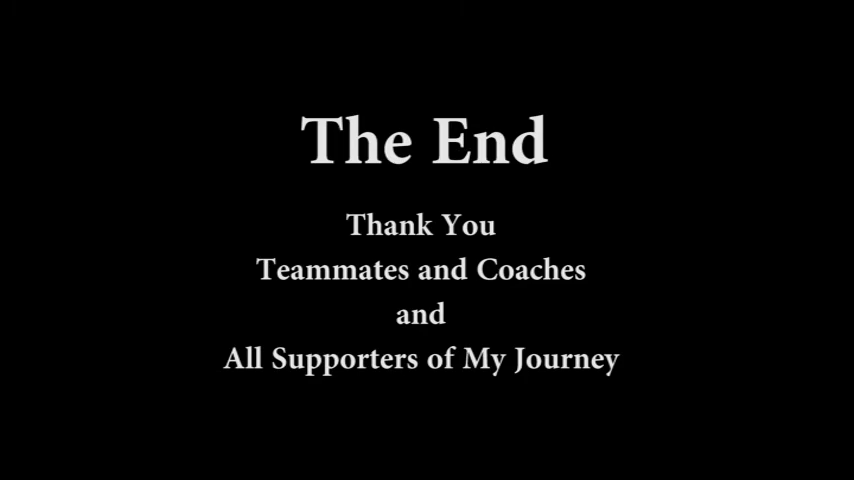 The End
Thank You
Teammates and Coaches
and
All Supporters of My Journey